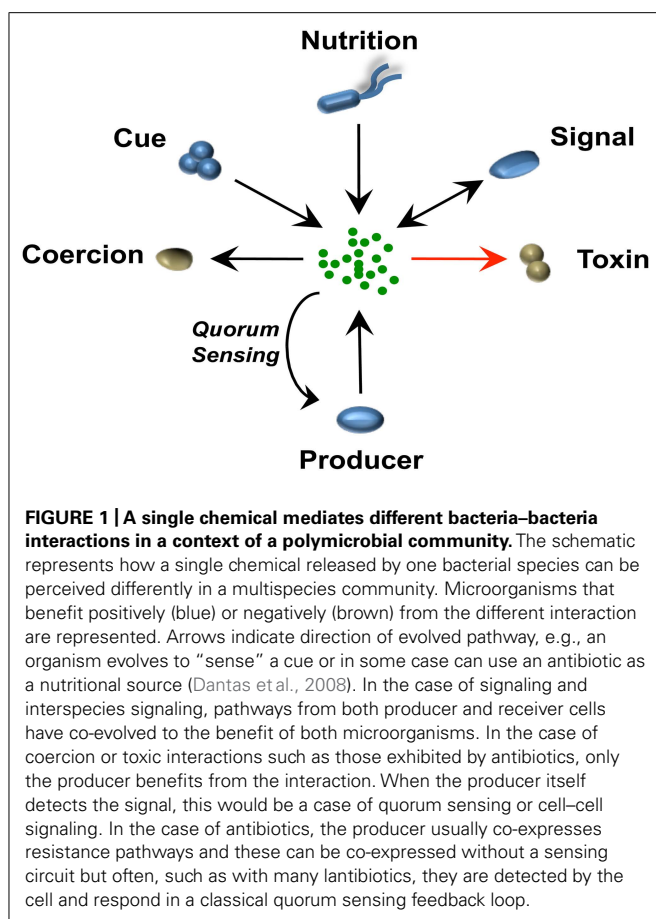 Nutrition
Cue
Signal
Coercion
Toxin
Quorum
Sensing
Producer
FIGURE 1 | A single chemical mediates different bacteria–bacteria
interactions in a context of a polymicrobial community. The schematic
represents how a single chemical released by one bacterial species can be
perceived differently in a multispecies community. Microorganisms that
benefit positively (blue) or negatively (brown) from the different interaction
are represented. Arrows indicate direction of evolved pathway, e.g., an
organism evolves to “sense” a cue or in some case can use an antibiotic as
a nutritional source (Dantas et al., 2008). In the case of signaling and
interspecies signaling, pathways from both producer and receiver cells
have co-evolved to the benefit of both microorganisms. In the case of
coercion or toxic interactions such as those exhibited by antibiotics, only
the producer benefits from the interaction. When the producer itself
detects the signal, this would be a case of quorum sensing or cell–cell
signaling. In the case of antibiotics, the producer usually co-expresses
resistance pathways and these can be co-expressed without a sensing
circuit but often, such as with many lantibiotics, they are detected by the
cell and respond in a classical quorum sensing feedback loop.